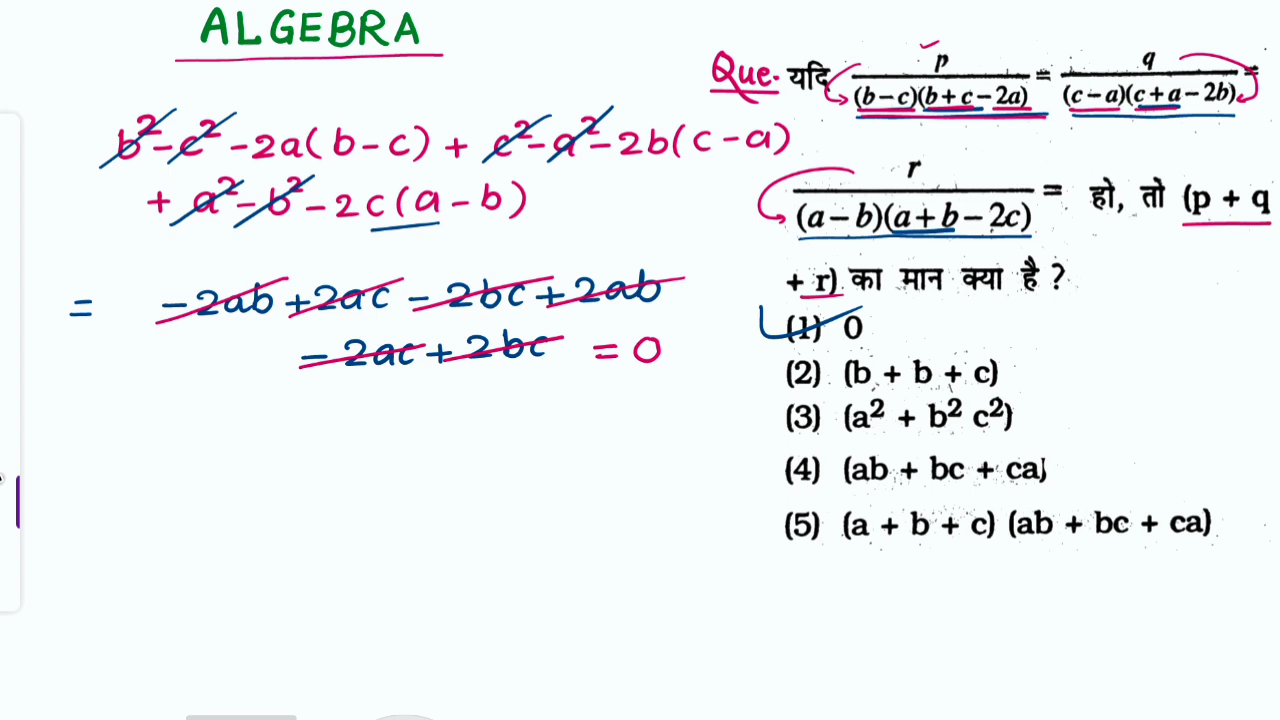 ALGEBRA
b² - c² - 2a(b - c) + c² - a² - 2b(c - a)
+ a² - b² - 2c(a - b)
= -2ab + 2ac - 2bc + 2ab
- 2ac + 2bc = 0
Que. यदि p/((b – c)(b + c – 2a)) = q/((c – a)(c + a – 2b)) =
r/((a – b)(a + b – 2c)) = हो, तो (p + q
+ r) का मान क्या है ?
(1) 0
(2) (b + b + c)
(3) (a² + b² c²)
(4) (ab + bc + ca)
(5) (a + b + c) (ab + bc + ca)